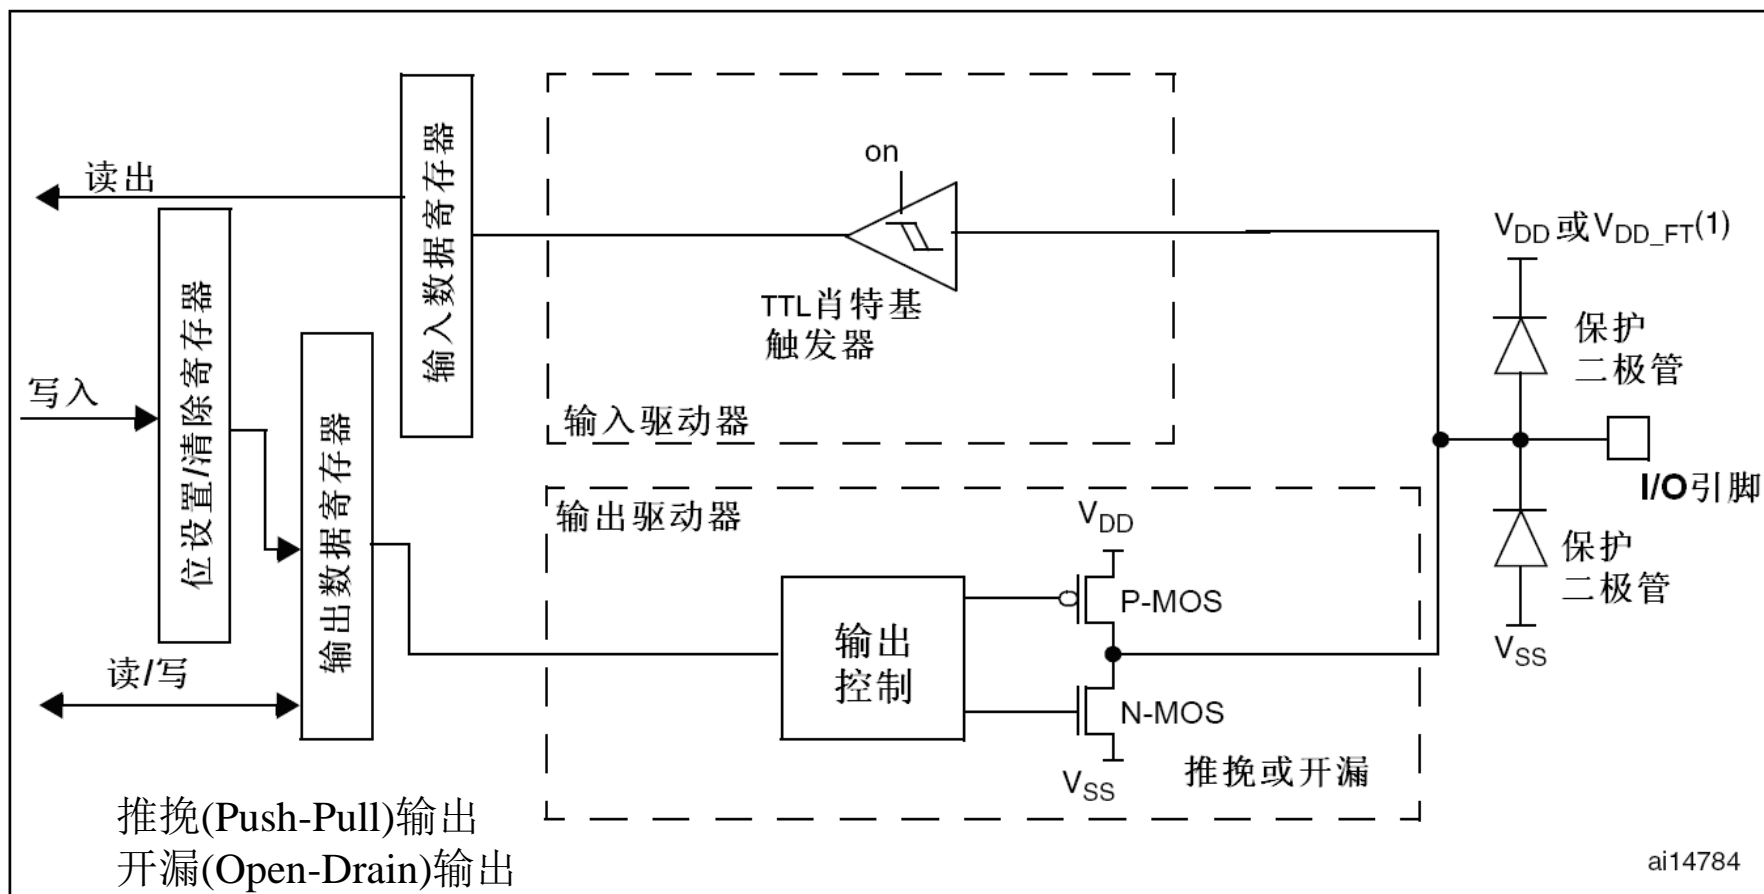 读出
写入
位设置/清除寄存器
读/写
输出数据寄存器
输入数据寄存器
on
TTL肖特基
触发器
输入驱动器
输出驱动器
VDD
P-MOS
输出
控制
N-MOS
VSS
推挽或开漏
VDD或VDD_FT(1)
保护
二极管
I/O引脚
保护
二极管
VSS
推挽(Push-Pull)输出
开漏(Open-Drain)输出
ai14784